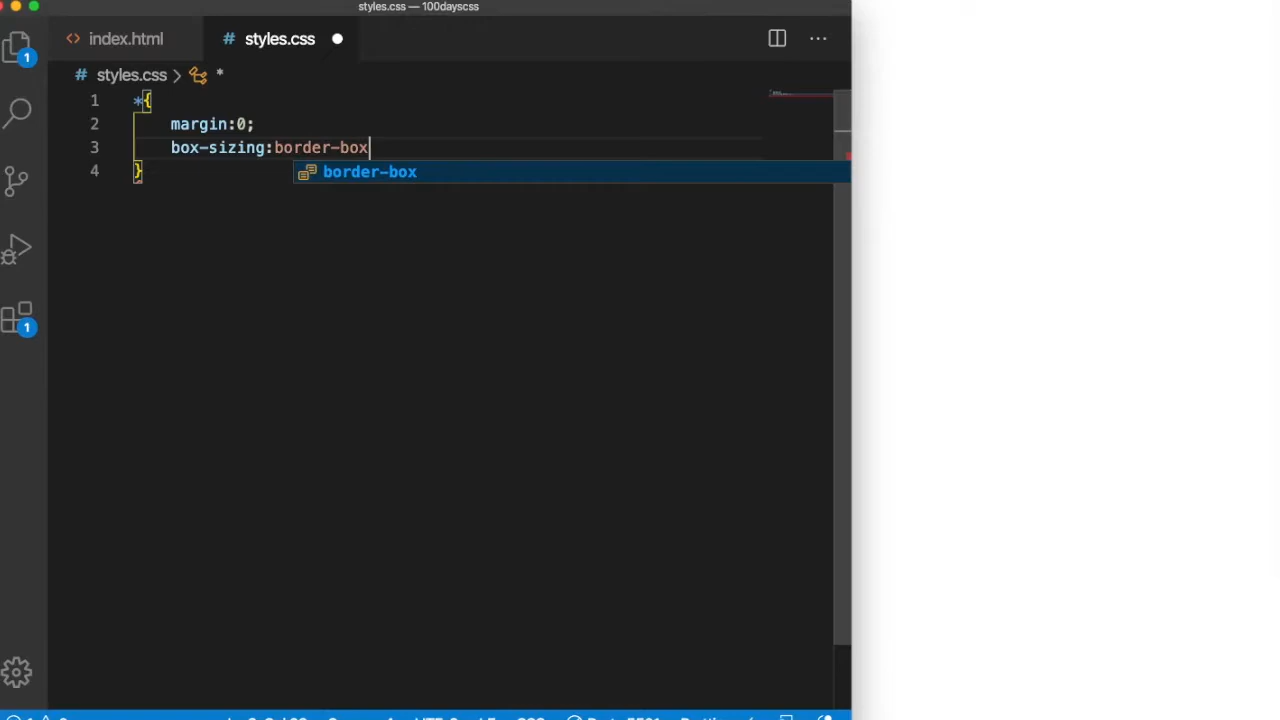 styles.css — 100dayscss
index.html
# styles.css
# styles.css > *
1
1 *{
2 margin:0;
3 box-sizing:border-box
4 }
border-box
1